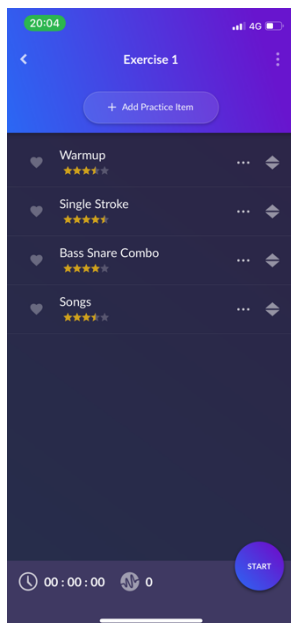 20:04
4G
Exercise 1
+ Add Practice Item
Warmup
Single Stroke
Bass Snare Combo
Songs
START
00 : 00 : 00
0